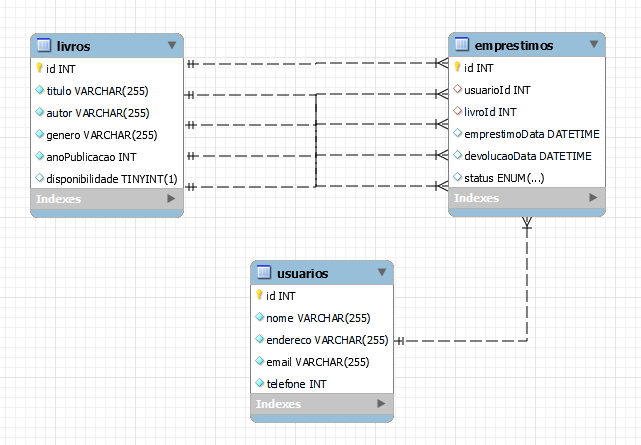 livros
id INT
titulo VARCHAR(255)
autor VARCHAR(255)
genero VARCHAR(255)
anoPublicacao INT
disponibilidade TINYINT(1)
Indexes
emprestimos
id INT
usuarioId INT
livroId INT
emprestimoData DATETIME
devolucaoData DATETIME
status ENUM(...)
Indexes
usuarios
id INT
nome VARCHAR(255)
endereco VARCHAR(255)
email VARCHAR(255)
telefone INT
Indexes